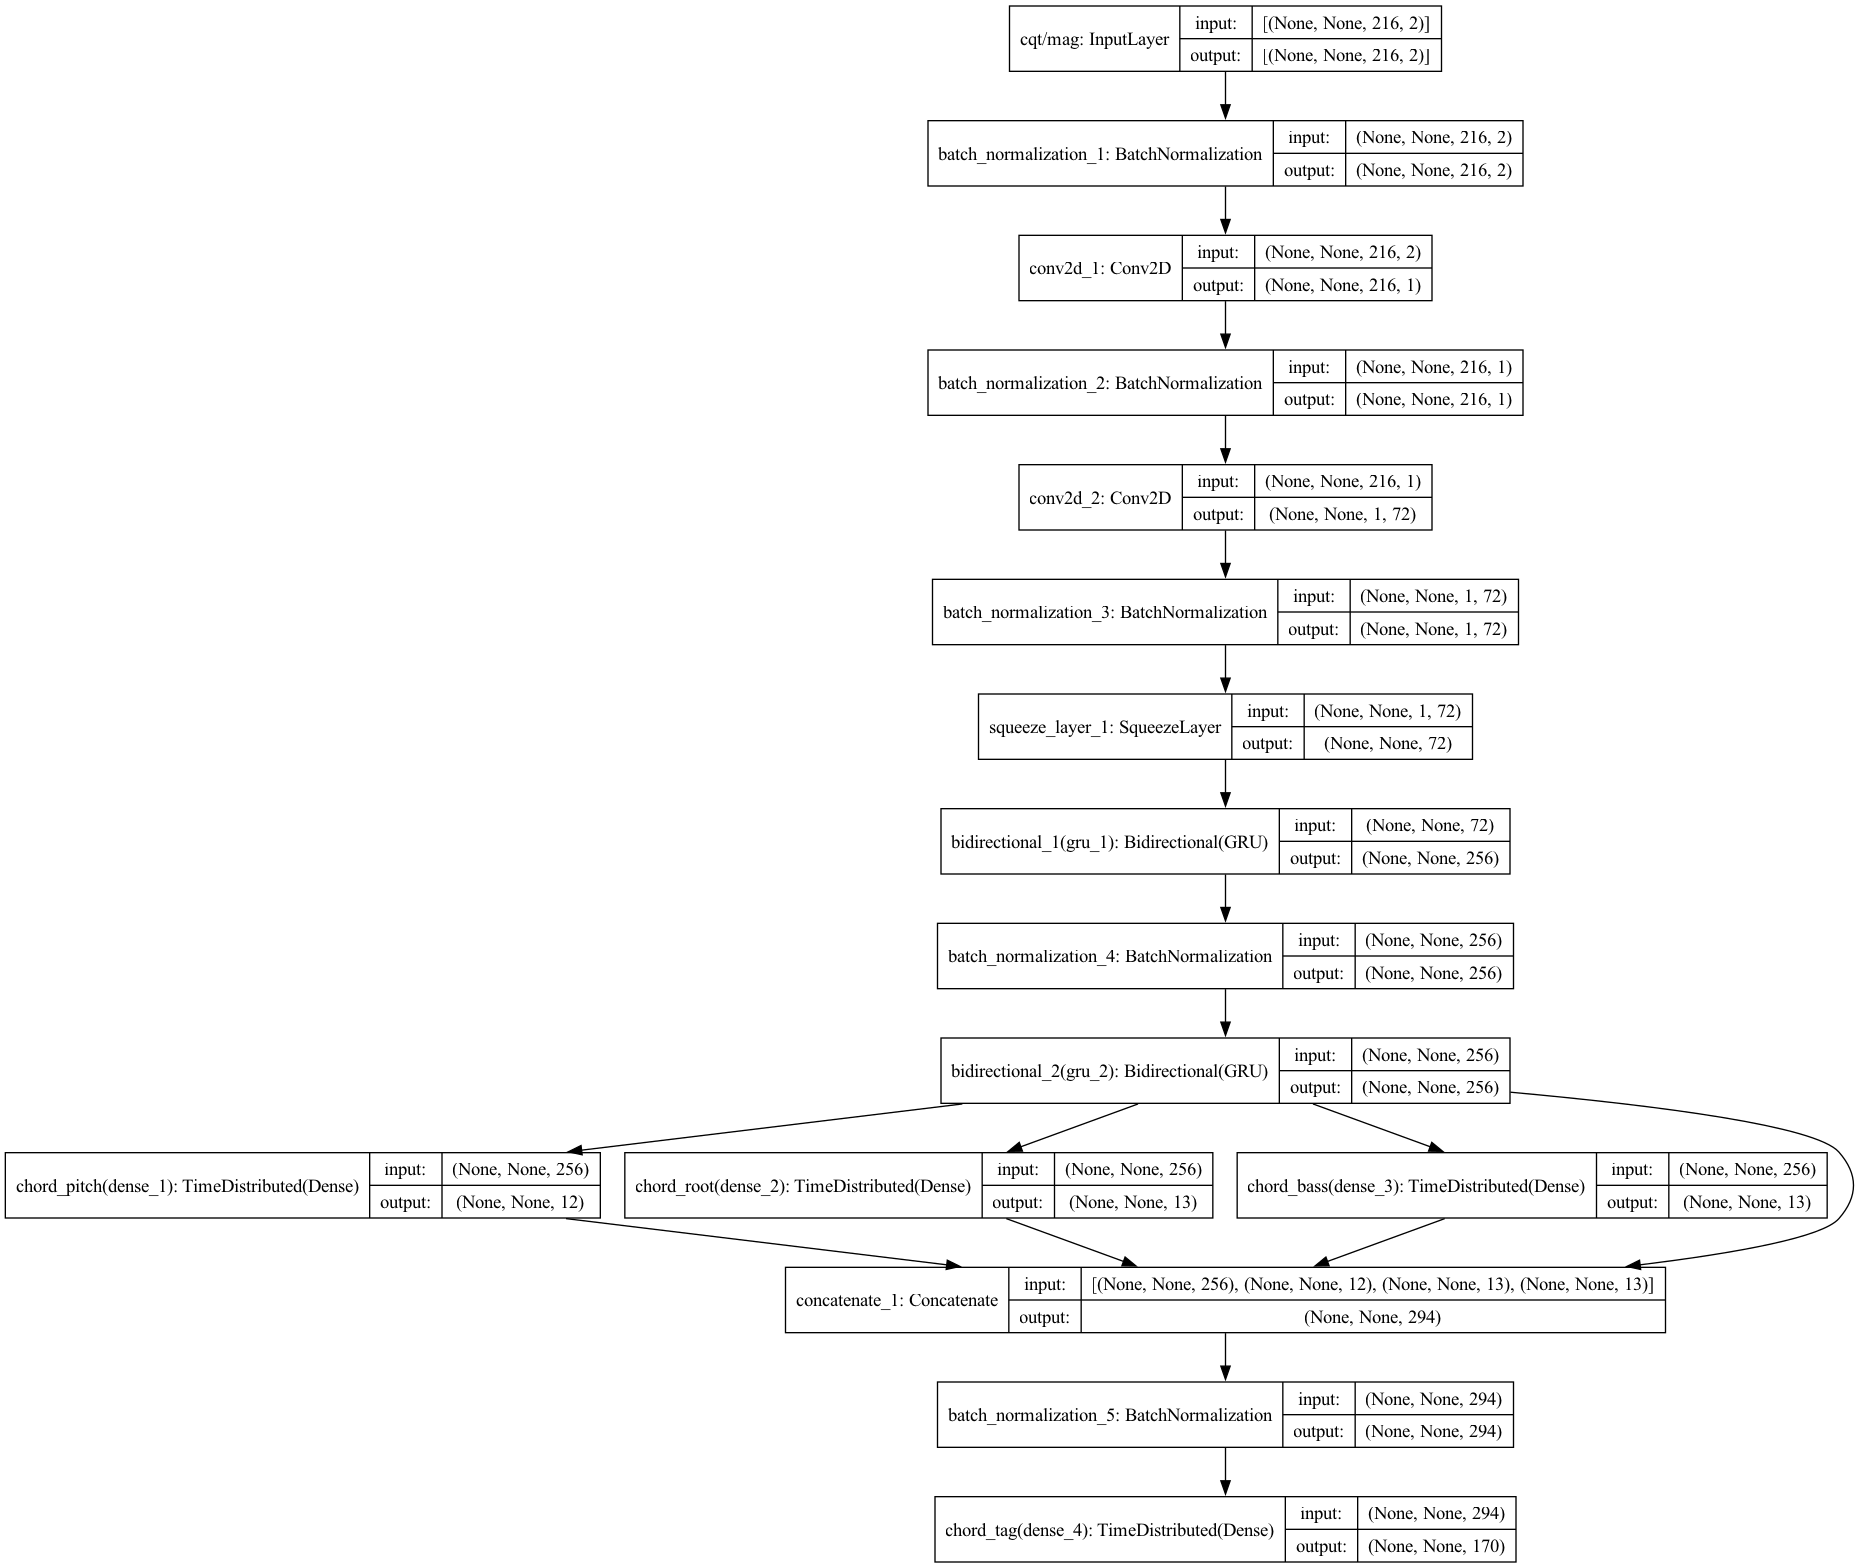 cqt/mag: InputLayer
input: [(None, None, 216, 2)]
output: [(None, None, 216, 2)]
batch_normalization_1: BatchNormalization
input: (None, None, 216, 2)
output: (None, None, 216, 2)
conv2d_1: Conv2D
input: (None, None, 216, 2)
output: (None, None, 216, 1)
batch_normalization_2: BatchNormalization
input: (None, None, 216, 1)
output: (None, None, 216, 1)
conv2d_2: Conv2D
input: (None, None, 216, 1)
output: (None, None, 1, 72)
batch_normalization_3: BatchNormalization
input: (None, None, 1, 72)
output: (None, None, 1, 72)
squeeze_layer_1: SqueezeLayer
input: (None, None, 1, 72)
output: (None, None, 72)
bidirectional_1(gru_1): Bidirectional(GRU)
input: (None, None, 72)
output: (None, None, 256)
batch_normalization_4: BatchNormalization
input: (None, None, 256)
output: (None, None, 256)
bidirectional_2(gru_2): Bidirectional(GRU)
input: (None, None, 256)
output: (None, None, 256)
chord_pitch(dense_1): TimeDistributed(Dense)
input: (None, None, 256)
output: (None, None, 12)
chord_root(dense_2): TimeDistributed(Dense)
input: (None, None, 256)
output: (None, None, 13)
chord_bass(dense_3): TimeDistributed(Dense)
input: (None, None, 256)
output: (None, None, 13)
concatenate_1: Concatenate
input: [(None, None, 256), (None, None, 12), (None, None, 13), (None, None, 13)]
output: (None, None, 294)
batch_normalization_5: BatchNormalization
input: (None, None, 294)
output: (None, None, 294)
chord_tag(dense_4): TimeDistributed(Dense)
input: (None, None, 294)
output: (None, None, 170)